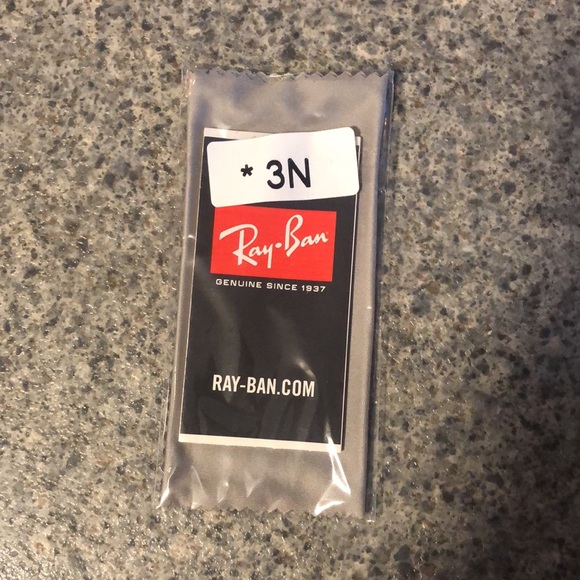 * 3N
Ray-Ban
GENUINE SINCE 1937
RAY-BAN.COM